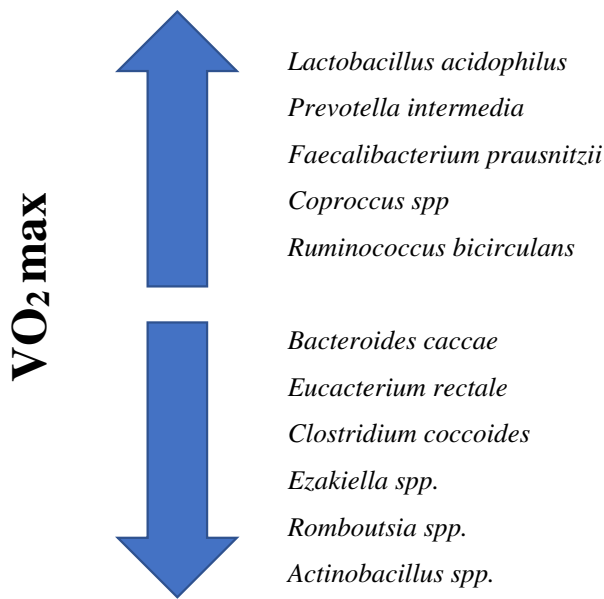 VO2 max
Lactobacillus acidophilus
Prevotella intermedia
Faecalibacterium prausnitzii
Coproccus spp
Ruminococcus bicirculans
Bacteroides caccae
Eucacterium rectale
Clostridium coccoides
Ezakiella spp.
Romboutsia spp.
Actinobacillus spp.